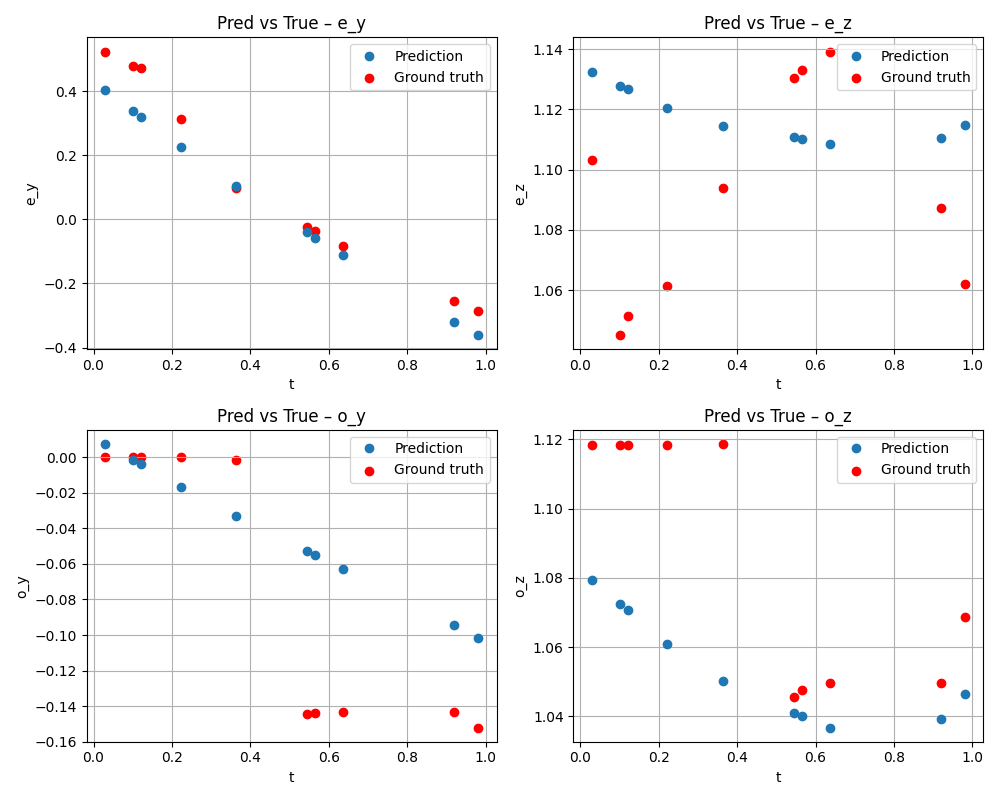 Pred vs True – e_y
Prediction
Ground truth
e_y
0.4
0.2
0.0
−0.2
−0.4
0.0 0.2 0.4 0.6 0.8 1.0
t
Pred vs True – e_z
Prediction
Ground truth
e_z
1.14
1.12
1.10
1.08
1.06
0.0 0.2 0.4 0.6 0.8 1.0
t
Pred vs True – o_y
Prediction
Ground truth
o_y
0.00
−0.02
−0.04
−0.06
−0.08
−0.10
−0.12
−0.14
−0.16
0.0 0.2 0.4 0.6 0.8 1.0
t
Pred vs True – o_z
Prediction
Ground truth
o_z
1.12
1.10
1.08
1.06
1.04
0.0 0.2 0.4 0.6 0.8 1.0
t